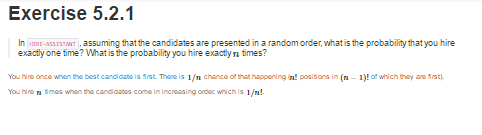 Exercise 5.2.1
In HIRE-ASSISTANT, assuming that the candidates are presented in a random order, what is the probability that you hire
exactly one time? What is the probability you hire exactly n times?
You hire once when the best candidate is first. There is 1/n chance of that happening (n! positions in (n − 1)! of which they are first).
You hire n times when the candidates come in increasing order, which is 1/n!